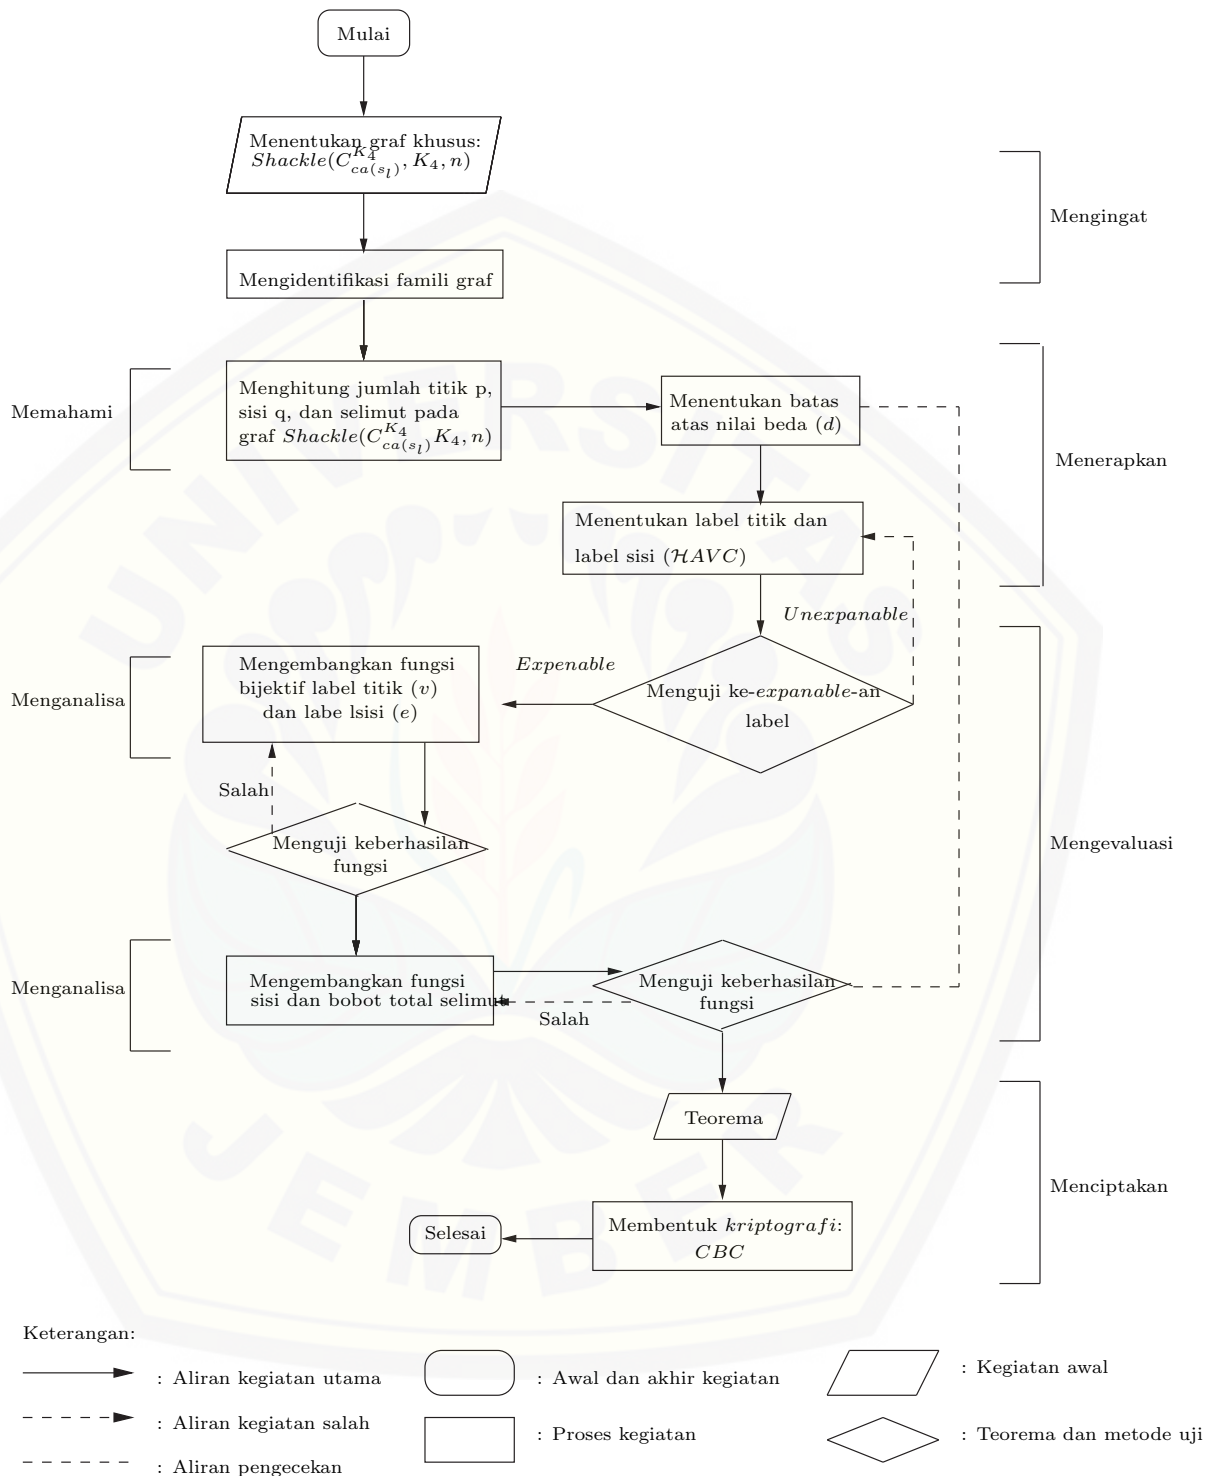 Mulai
Menentukan graf khusus:
Shackle(C^{K_4}_{ca(s_l)}, K_4, n)
Mengingat
Mengidentifikasi famili graf
Memahami
Menghitung jumlah titik p,
sisi q, dan selimut pada
graf Shackle(C^{K_4}_{ca(s_l)}K_4, n)
Menentukan batas
atas nilai beda (d)
Menerapkan
Menentukan label titik dan
label sisi (HAVC)
Unexpanable
Expenable
Menganalisa
Mengembangkan fungsi
bijektif label titik (v)
dan labe lsisi (e)
Menguji ke-expanable-an
label
Salah
Menguji keberhasilan
fungsi
Mengevaluasi
Menganalisa
Mengembangkan fungsi
sisi dan bobot total selimut
Menguji keberhasilan
fungsi
Salah
Teorema
Menciptakan
Membentuk kriptografi:
CBC
Selesai
Keterangan:
: Aliran kegiatan utama
: Awal dan akhir kegiatan
: Kegiatan awal
: Aliran kegiatan salah
: Proses kegiatan
: Teorema dan metode uji
: Aliran pengecekan
UNIVERSITAS
JEMBER